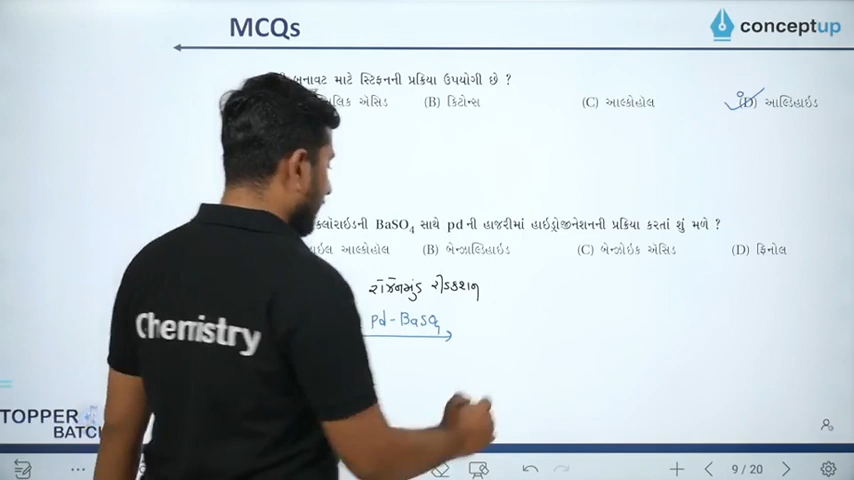 MCQs
conceptup
બનાવટ માટે સ્ટિફનની પ્રક્રિયા ઉપયોગી છે ?
એસિડ (B) કિટોન્સ (C) આલ્કોહોલ (D) આલ્ડિહાઇડ
ક્લૉરાઇડની BaSO4 સાથે pd ની હાજરીમાં હાઇડ્રોજીનેશનની પ્રક્રિયા કરતાં શું મળે ?
આલ્કોહોલ (B) બેન્ઝાલ્ડિહાઇડ (C) બેન્ઝોઇક એસિડ (D) ફિનોલ
રોઝેનમુંડ રીડક્શન
Pd-BaSO4
Chemistry
TOPPER
BATCH
9 / 20